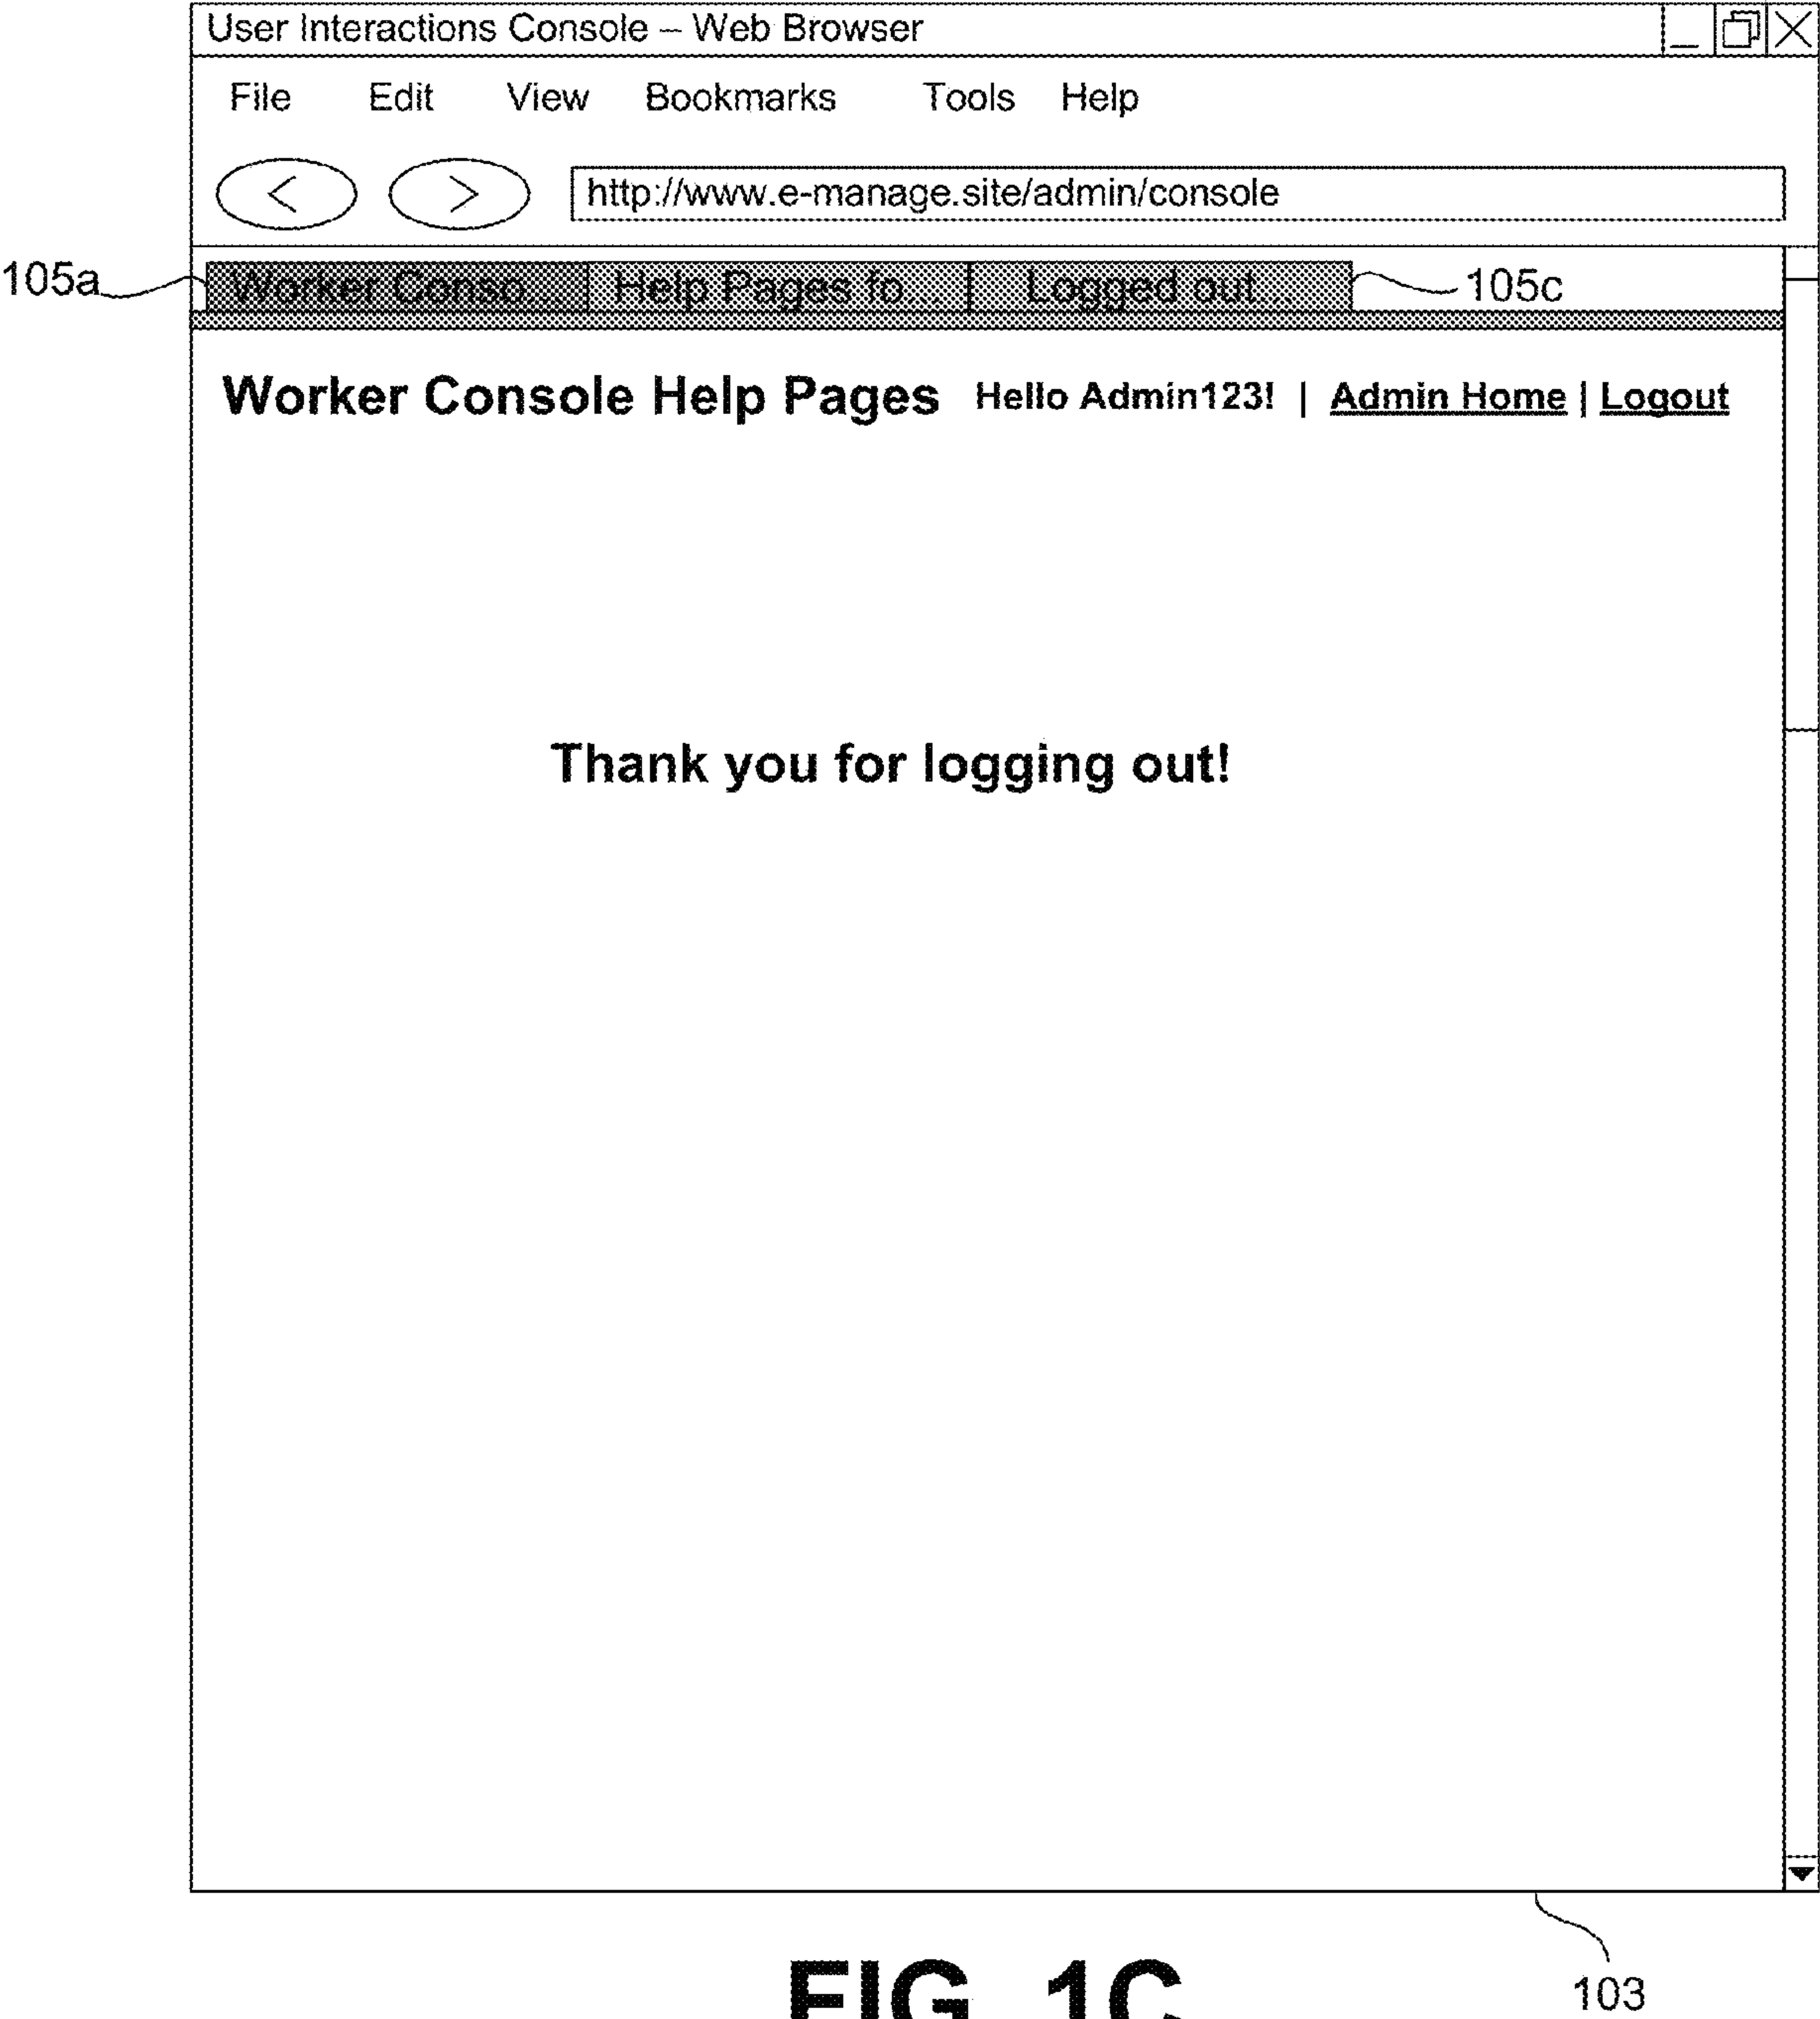 User Interactions Console – Web Browser
File Edit View Bookmarks Tools Help
< > http://www.e-manage.site/admin/console
105a Worker Conso... Help Pages fo... Logged out... 105c
Worker Console Help Pages Hello Admin123! | Admin Home | Logout
Thank you for logging out!
103
FIG. 1C